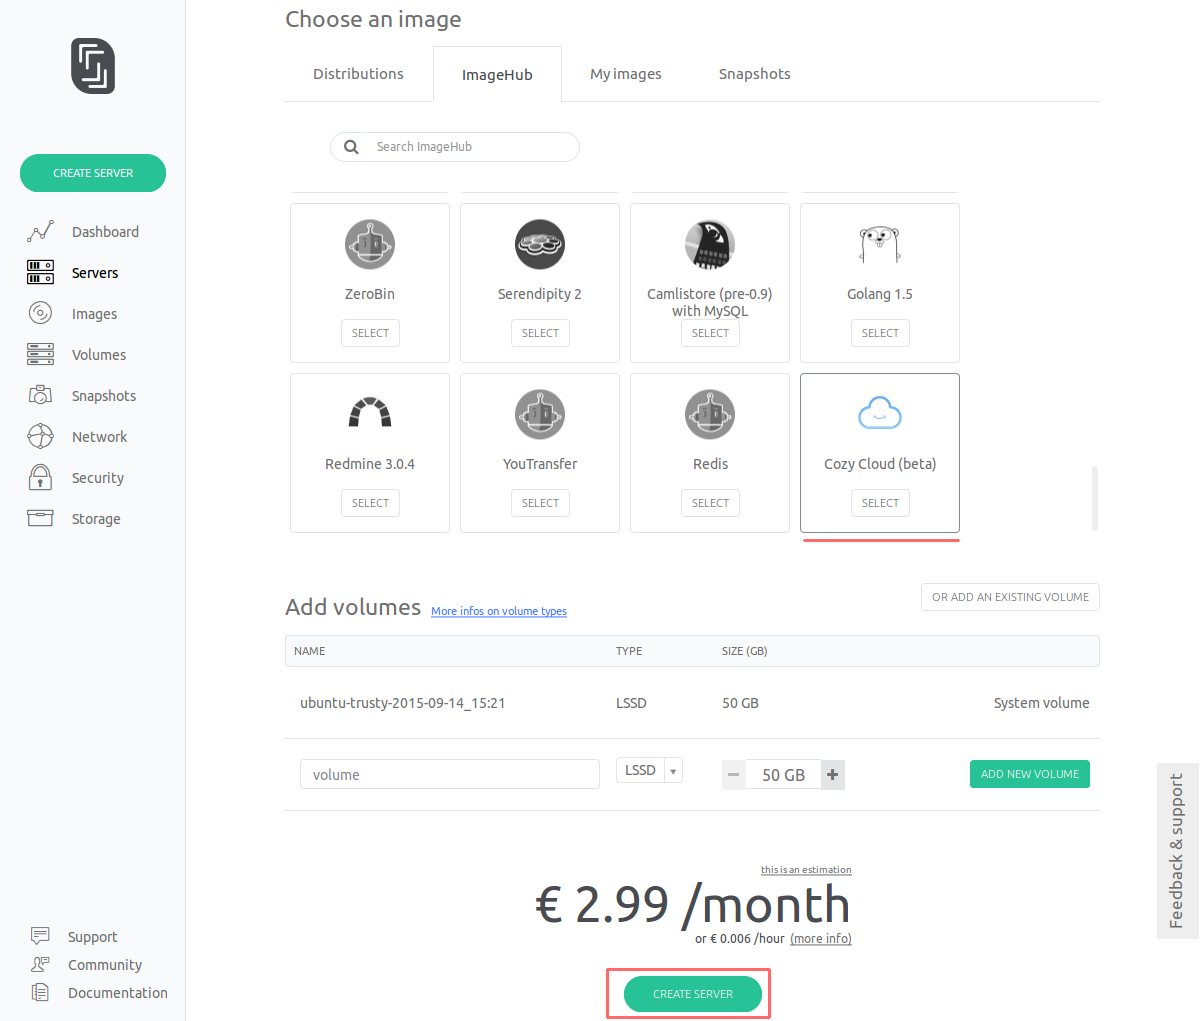 Choose an image
Distributions
ImageHub
My images
Snapshots
Search ImageHub
CREATE SERVER
Dashboard
Servers
Images
Volumes
Snapshots
Network
Security
Storage
ZeroBin
SELECT
Serendipity 2
SELECT
Camlistore (pre-0.9)
with MySQL
SELECT
Golang 1.5
SELECT
Redmine 3.0.4
SELECT
YouTransfer
SELECT
Redis
SELECT
Cozy Cloud (beta)
SELECT
Add volumes More infos on volume types
OR ADD AN EXISTING VOLUME
NAME TYPE SIZE (GB)
ubuntu-trusty-2015-09-14_15:21 LSSD 50 GB System volume
volume LSSD 50 GB ADD NEW VOLUME
this is an estimation
€ 2.99 /month
or € 0.006 /hour (more info)
CREATE SERVER
Feedback & support
Support
Community
Documentation